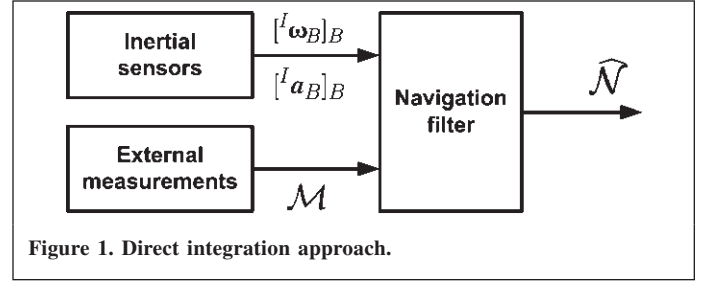 Inertial
sensors
[ᴵω_B]_B
[ᴵa_B]_B
External
measurements
ℳ
Navigation
filter
𝒩̂
Figure 1. Direct integration approach.